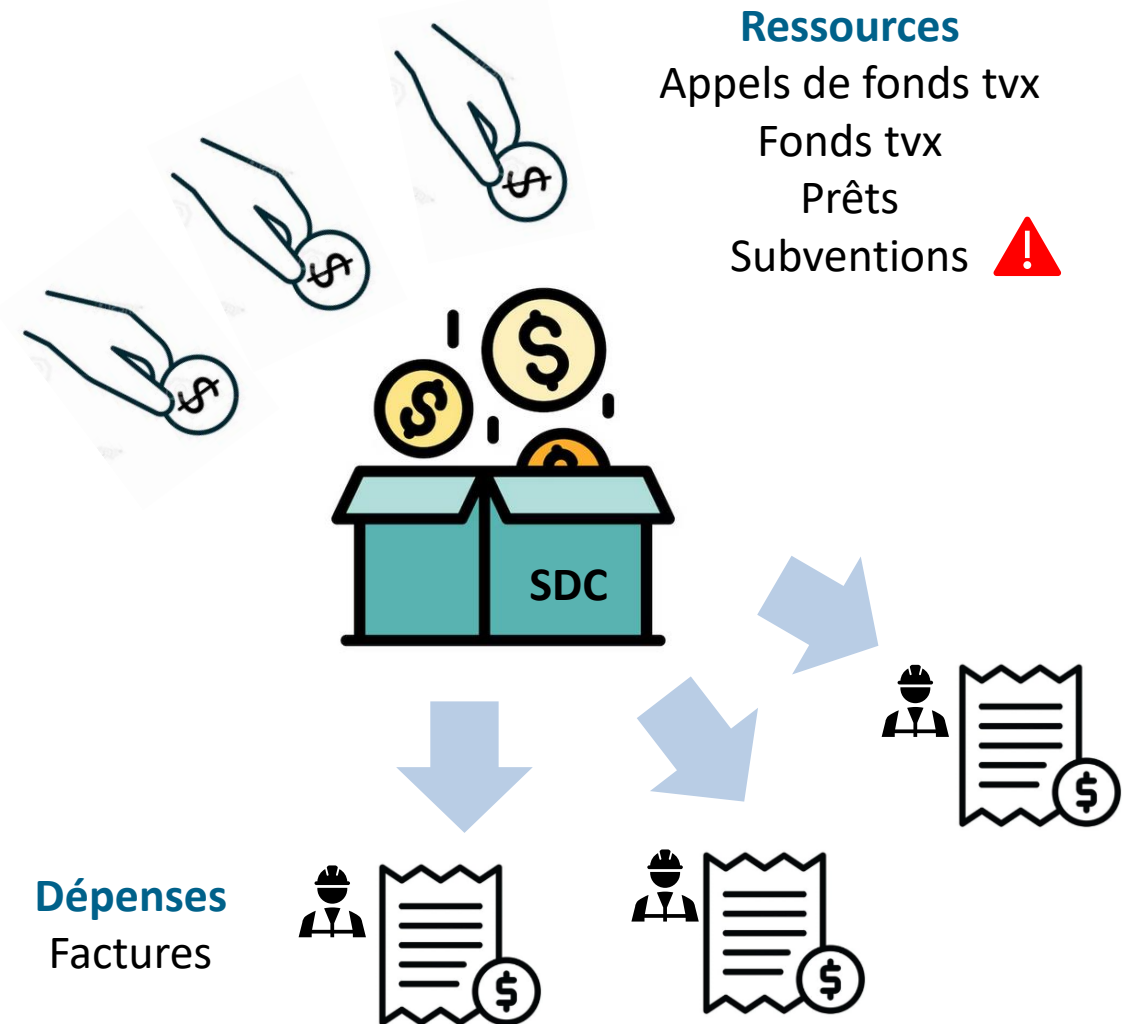 Ressources
Appels de fonds tvx
Fonds tvx
Prêts
Subventions
SDC
Dépenses
Factures